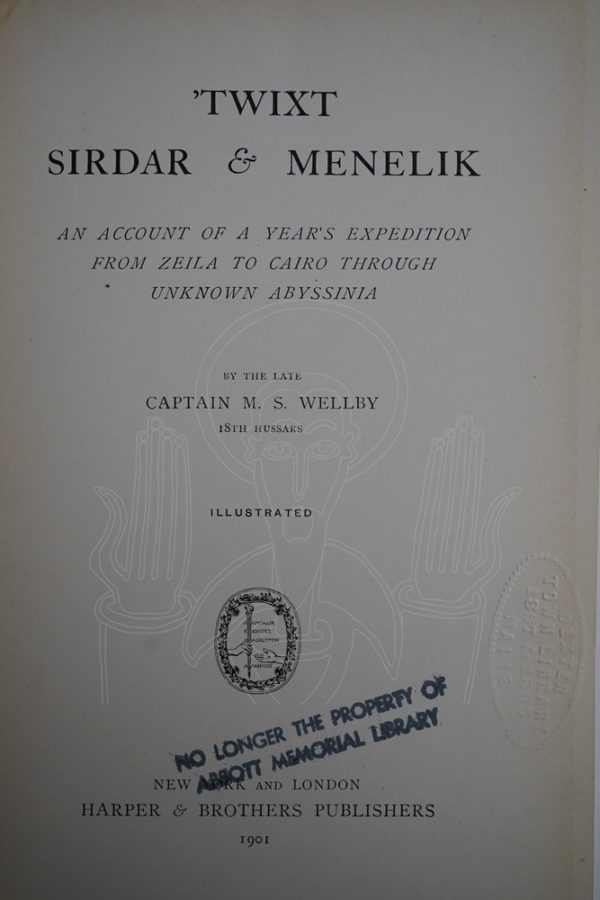 ’TWIXT
SIRDAR & MENELIK
AN ACCOUNT OF A YEAR'S EXPEDITION
FROM ZEILA TO CAIRO THROUGH
UNKNOWN ABYSSINIA
BY THE LATE
CAPTAIN M. S. WELLBY
18TH HUSSARS
ILLUSTRATED
NO LONGER THE PROPERTY OF
ABBOTT MEMORIAL LIBRARY
NEW YORK AND LONDON
HARPER & BROTHERS PUBLISHERS
1901